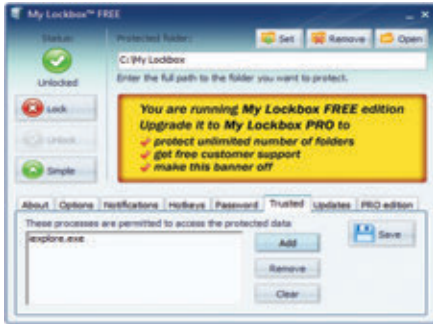 My Lockbox™ FREE
Status:
Protected folder:
Set
Remove
Open
C:\My Lockbox
Enter the full path to the folder you want to protect.
Unlocked
Lock
Unlock
Simple
You are running My Lockbox FREE edition
Upgrade it to My Lockbox PRO to
protect unlimited number of folders
get free customer support
make this banner off
About Options Notifications Hotkeys Password Trusted Updates PRO edition
These processes are permitted to access the protected data
iexplore.exe
Add
Save
Remove
Clear